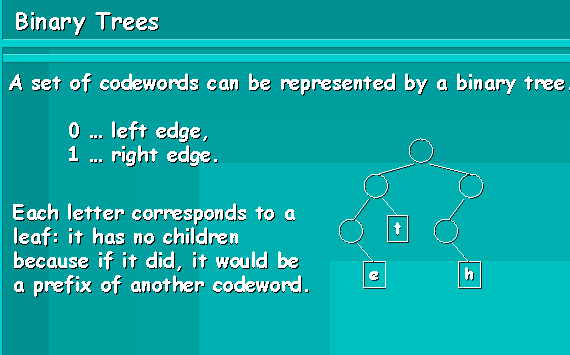 Binary Trees
A set of codewords can be represented by a binary tree.
0 ... left edge,
1 ... right edge.
Each letter corresponds to a
leaf: it has no children
because if it did, it would be
a prefix of another codeword.
t
e
h